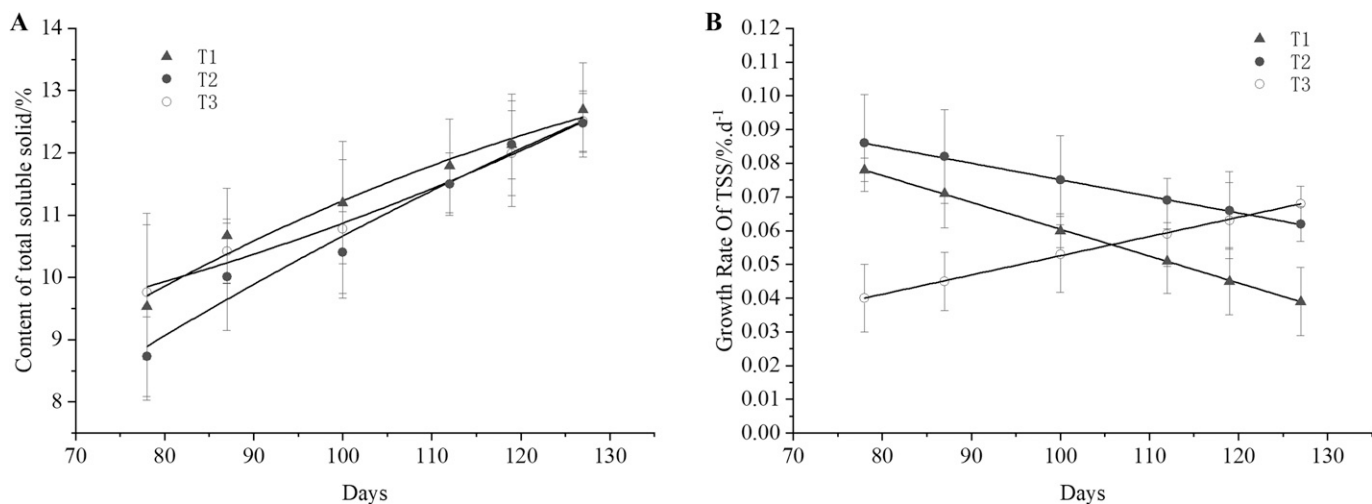 A
Content of total soluble solid/%
14
13
12
11
10
9
8
T1
T2
T3
70 80 90 100 110 120 130
Days
B
Growth Rate Of TSS/%.d-1
0.12
0.11
0.10
0.09
0.08
0.07
0.06
0.05
0.04
0.03
0.02
0.01
0.00
T1
T2
T3
70 80 90 100 110 120 130
Days